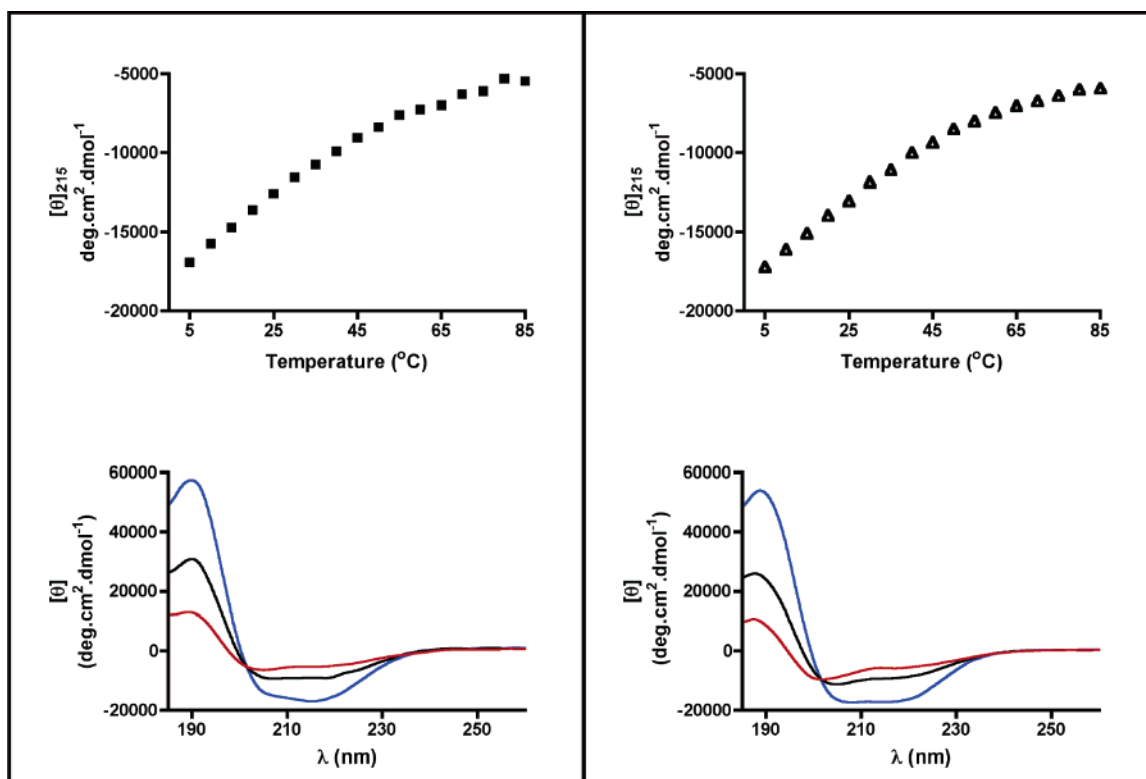 -5000
-10000
-15000
-20000
[θ]₂₁₅
deg.cm².dmol⁻¹
5 25 45 65 85
Temperature (°C)
-5000
-10000
-15000
-20000
[θ]₂₁₅
deg.cm².dmol⁻¹
5 25 45 65 85
Temperature (°C)
60000
40000
20000
0
-20000
[θ]
(deg.cm².dmol⁻¹)
190 210 230 250
λ (nm)
60000
40000
20000
0
-20000
[θ]
(deg.cm².dmol⁻¹)
190 210 230 250
λ (nm)